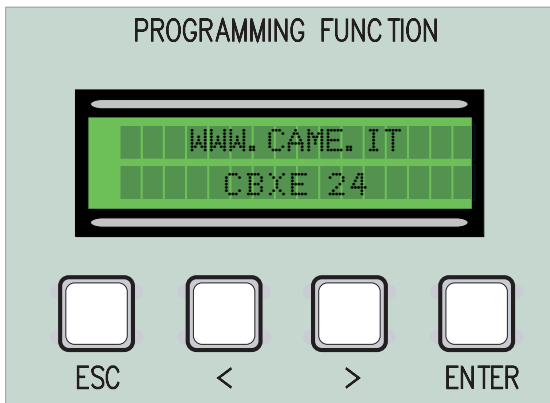 PROGRAMMING FUNCTION
WWW.CAME.IT
CBXE 24
ESC < > ENTER